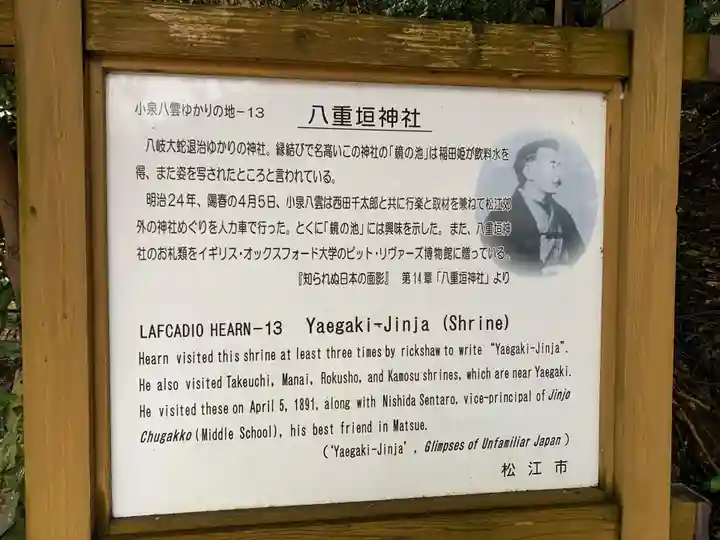 小泉八雲ゆかりの地－13 八重垣神社
八岐大蛇退治ゆかりの神社。縁結びで名高いこの神社の「鏡の池」は稲田姫が飲料水を
得、また姿を写されたところと言われている。
明治24年、陽春の4月5日、小泉八雲は西田千太郎と共に行楽と取材を兼ねて松江郊
外の神社めぐりを人力車で行った。とくに「鏡の池」には興味を示した。また、八重垣神
社のお札類をイギリス・オックスフォード大学のピット・リヴァーズ博物館に贈っている。
『知られぬ日本の面影』 第14章「八重垣神社」より
LAFCADIO HEARN－13 Yaegaki-Jinja (Shrine)
Hearn visited this shrine at least three times by rickshaw to write “Yaegaki-Jinja”.
He also visited Takeuchi, Manai, Rokusho, and Kamosu shrines, which are near Yaegaki.
He visited these on April 5, 1891, along with Nishida Sentaro, vice-principal of Jinjo
Chugakko (Middle School), his best friend in Matsue.
(‘Yaegaki-Jinja’, Glimpses of Unfamiliar Japan)
松江市